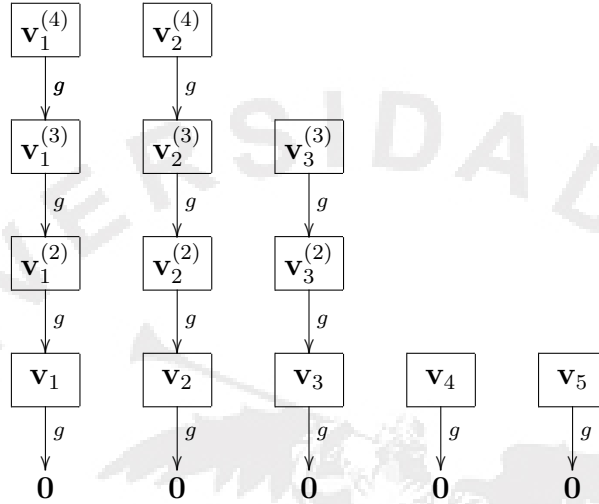 v₁⁽⁴⁾ v₂⁽⁴⁾
g g
v₁⁽³⁾ v₂⁽³⁾ v₃⁽³⁾
g g g
v₁⁽²⁾ v₂⁽²⁾ v₃⁽²⁾
g g g
v₁ v₂ v₃ v₄ v₅
g g g g g
0 0 0 0 0
VERSIDAL